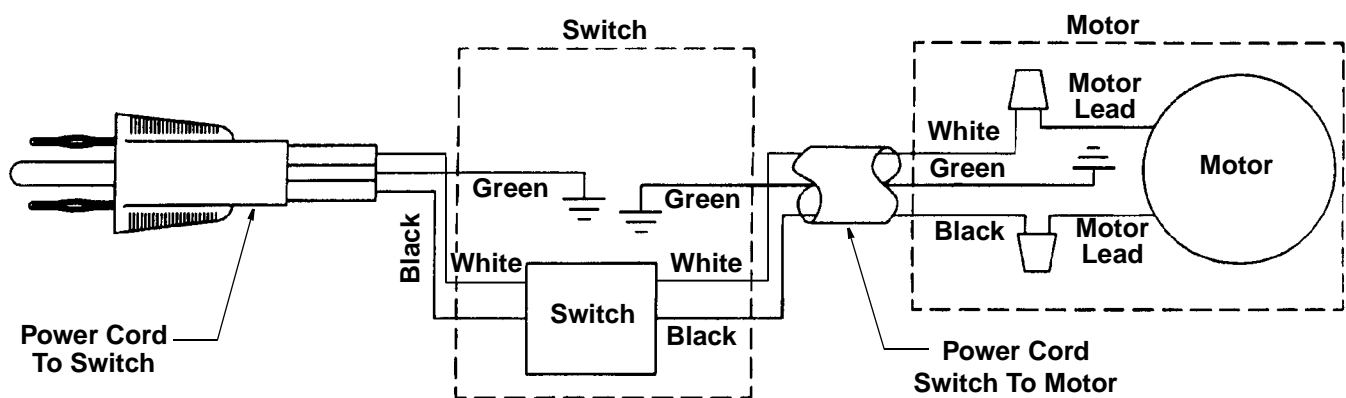 Switch
Motor
Motor
Lead
White
Green
Motor
Green
Green
Black
Black
Motor
Lead
White
White
Switch
Black
Power Cord
To Switch
Power Cord
Switch To Motor